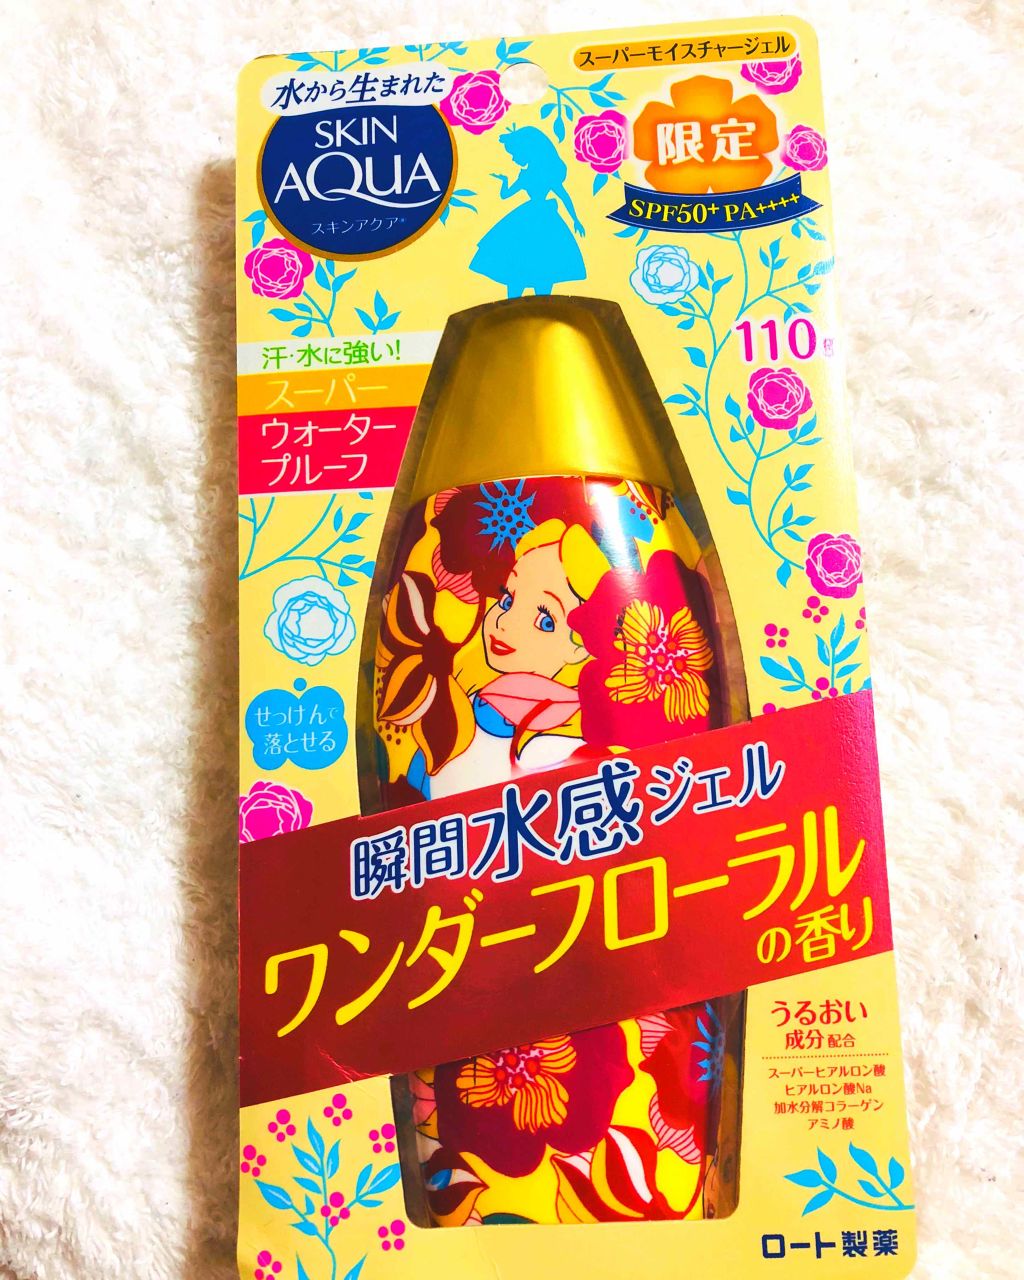 スーパーモイスチャージェル
水から生まれた
SKIN
AQUA
スキンアクア
限定
SPF50+ PA++++
110
汗・水に強い!
スーパー
ウォーター
プルーフ
せっけんで
落とせる
瞬間水感ジェル
ワンダーフローラル
の香り
うるおい
成分配合
スーパーヒアルロン酸
ヒアルロン酸Na
加水分解コラーゲン
アミノ酸
ロート製薬